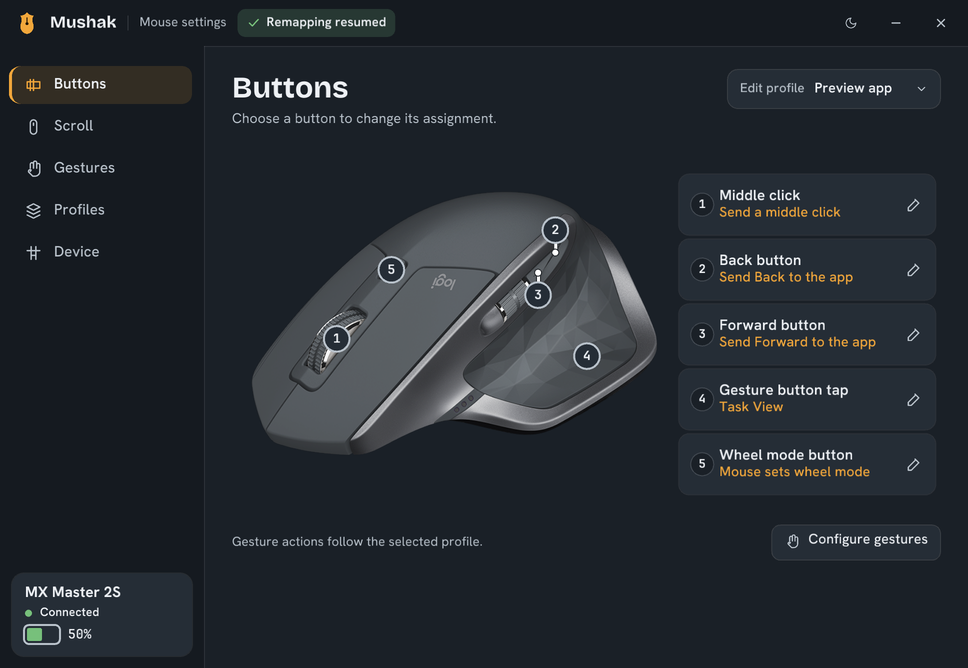 Mushak
Mouse settings
Remapping resumed
Buttons
Scroll
Gestures
Profiles
Device
MX Master 2S
Connected
50%
Buttons
Choose a button to change its assignment.
Edit profile Preview app
5
logi
1
2
3
4
1 Middle click
Send a middle click
2 Back button
Send Back to the app
3 Forward button
Send Forward to the app
4 Gesture button tap
Task View
5 Wheel mode button
Mouse sets wheel mode
Gesture actions follow the selected profile.
Configure gestures